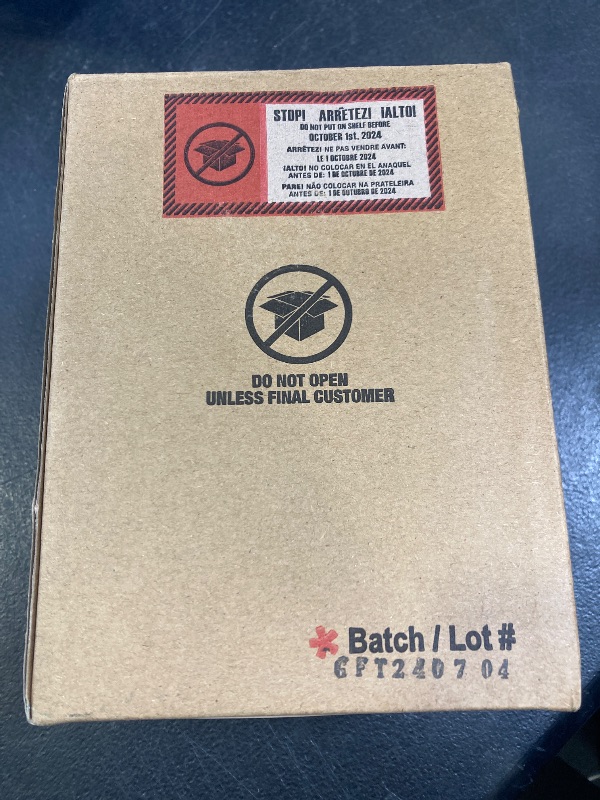 STOP! ARRÊTEZ! ¡ALTO!
DO NOT PUT ON SHELF BEFORE
OCTOBER 1st, 2024
ARRÊTEZ! NE PAS VENDRE AVANT:
LE 1 OCTOBRE 2024
¡ALTO! NO COLOCAR EN EL ANAQUEL
ANTES DE: 1 DE OCTUBRE DE 2024
PARE! NÃO COLOCAR NA PRATELEIRA
ANTES DE: 1 DE OUTUBRO DE 2024
DO NOT OPEN
UNLESS FINAL CUSTOMER
* Batch / Lot #
GFT240704